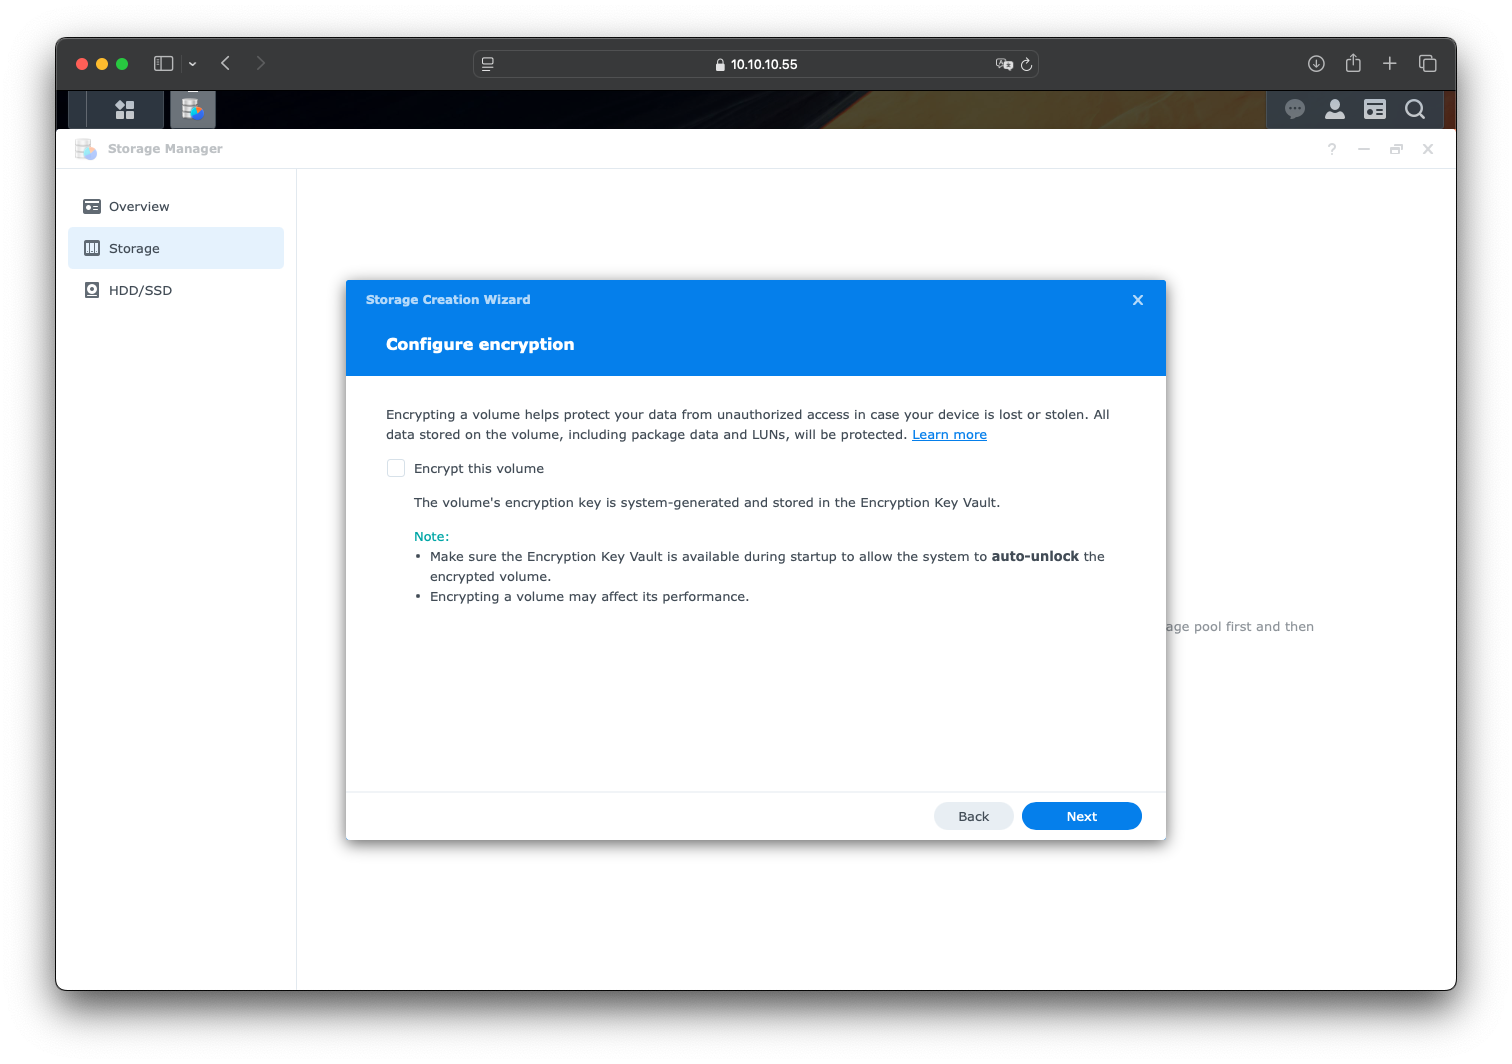 10.10.10.55
Storage Manager
?
Overview
Storage
HDD/SSD
Storage Creation Wizard
Configure encryption
Encrypting a volume helps protect your data from unauthorized access in case your device is lost or stolen. All
data stored on the volume, including package data and LUNs, will be protected. Learn more
Encrypt this volume
The volume's encryption key is system-generated and stored in the Encryption Key Vault.
Note:
• Make sure the Encryption Key Vault is available during startup to allow the system to auto-unlock the
encrypted volume.
• Encrypting a volume may affect its performance.
age pool first and then
Back
Next